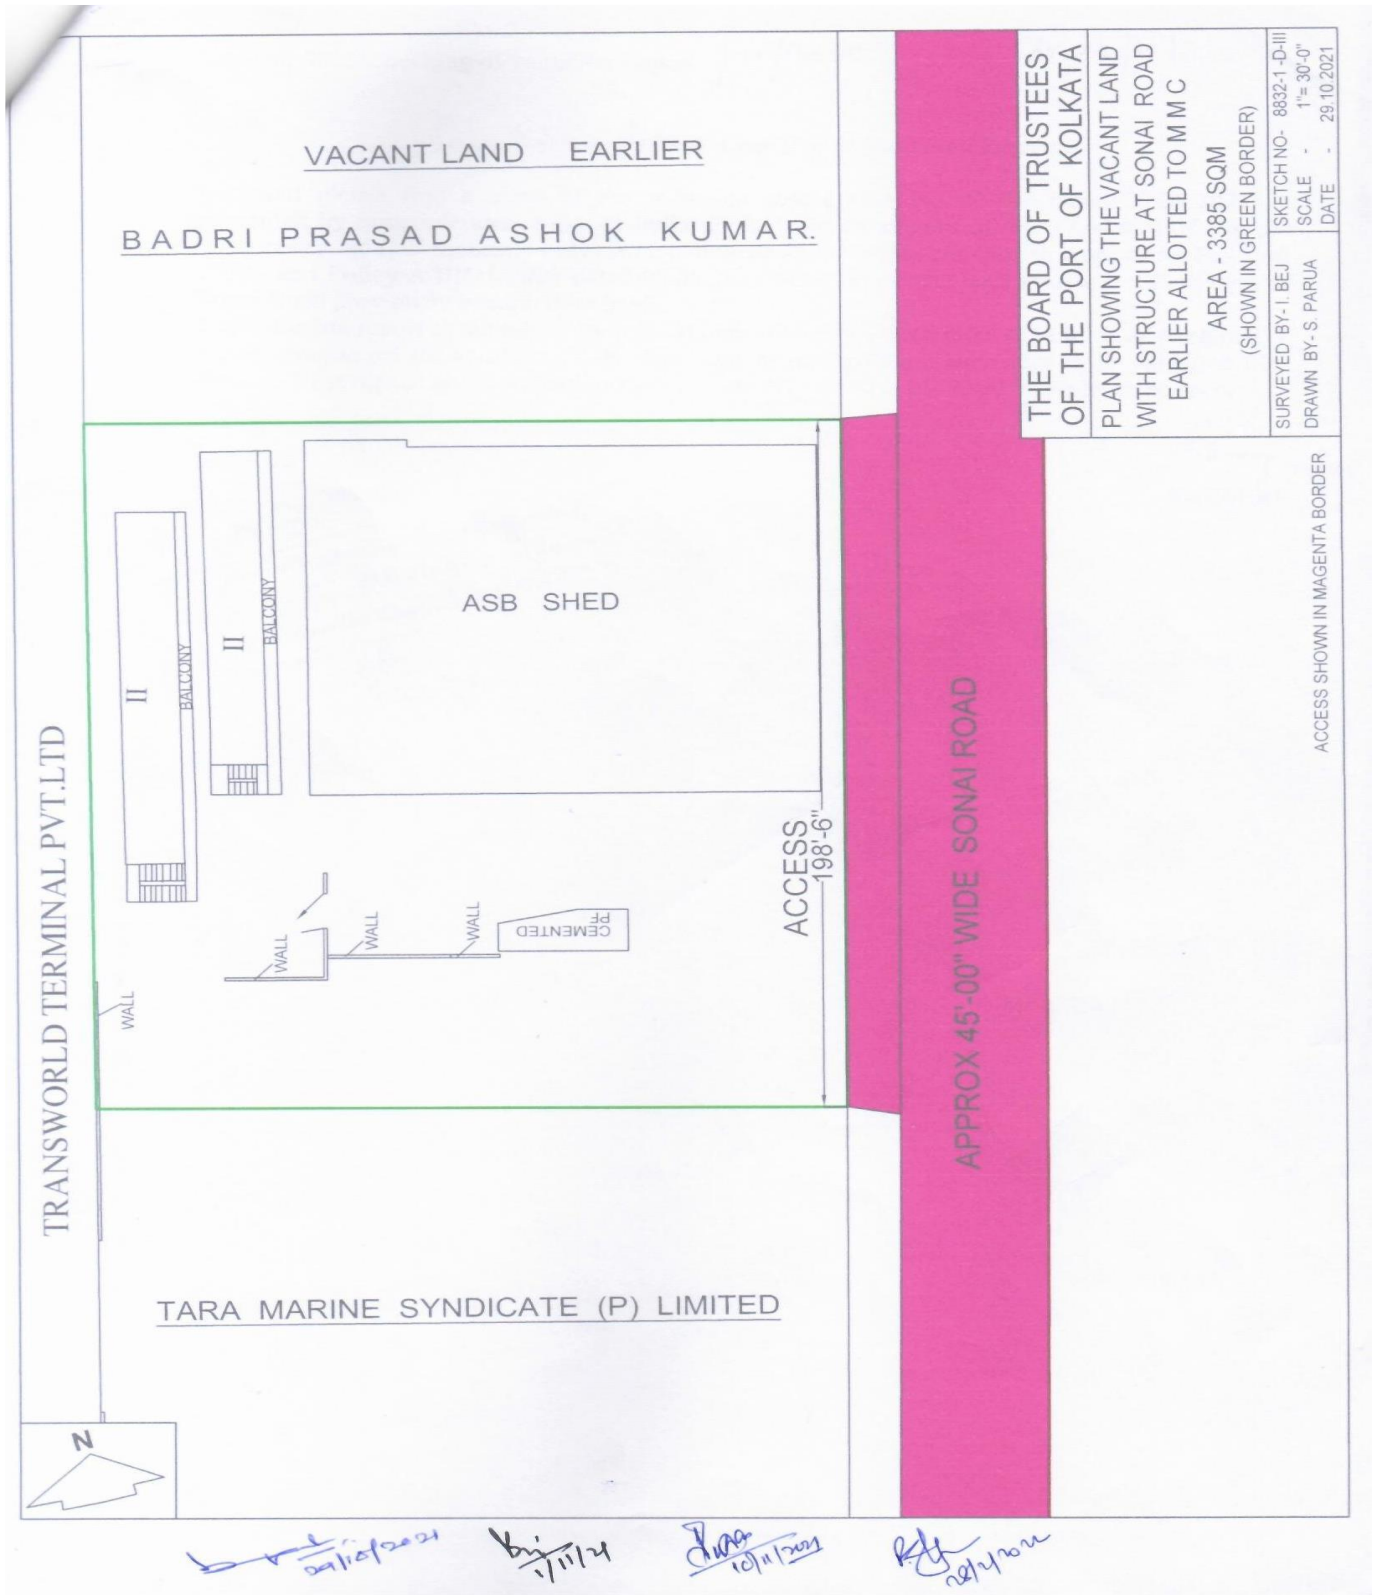 VACANT LAND EARLIER
BADRI PRASAD ASHOK KUMAR.
TRANSWORLD TERMINAL PVT.LTD
II
BALCONY
II
BALCONY
ASB SHED
WALL
WALL
WALL
WALL
CEMENTED
PF
ACCESS
198'-6"
APPROX 45'-00" WIDE SONAI ROAD
TARA MARINE SYNDICATE (P) LIMITED
N
THE BOARD OF TRUSTEES
OF THE PORT OF KOLKATA
PLAN SHOWING THE VACANT LAND
WITH STRUCTURE AT SONAI ROAD
EARLIER ALLOTTED TO M M C
AREA - 3385 SQM
(SHOWN IN GREEN BORDER)
SURVEYED BY- I. BEJ
DRAWN BY- S. PARUA
SKETCH NO- 8832-1 -D-III
SCALE - 1"= 30'-0"
DATE - 29.10.2021
ACCESS SHOWN IN MAGENTA BORDER
29/10/2021
1/11/21
10/11/2021